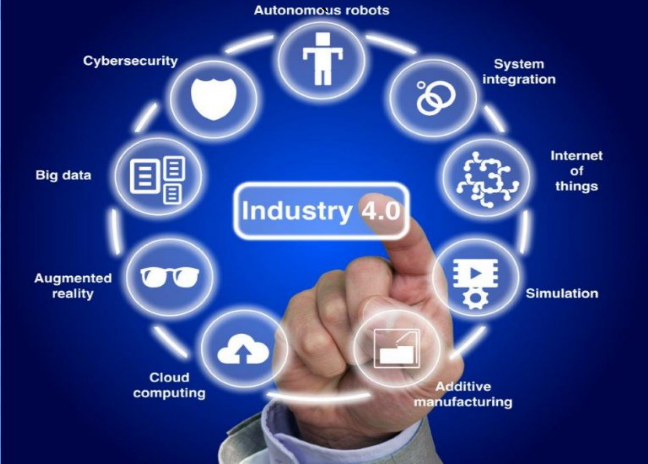 Autonomous robots
Cybersecurity
System
integration
Big data
Internet
of
things
Industry 4.0
Augmented
reality
Simulation
Cloud
computing
Additive
manufacturing